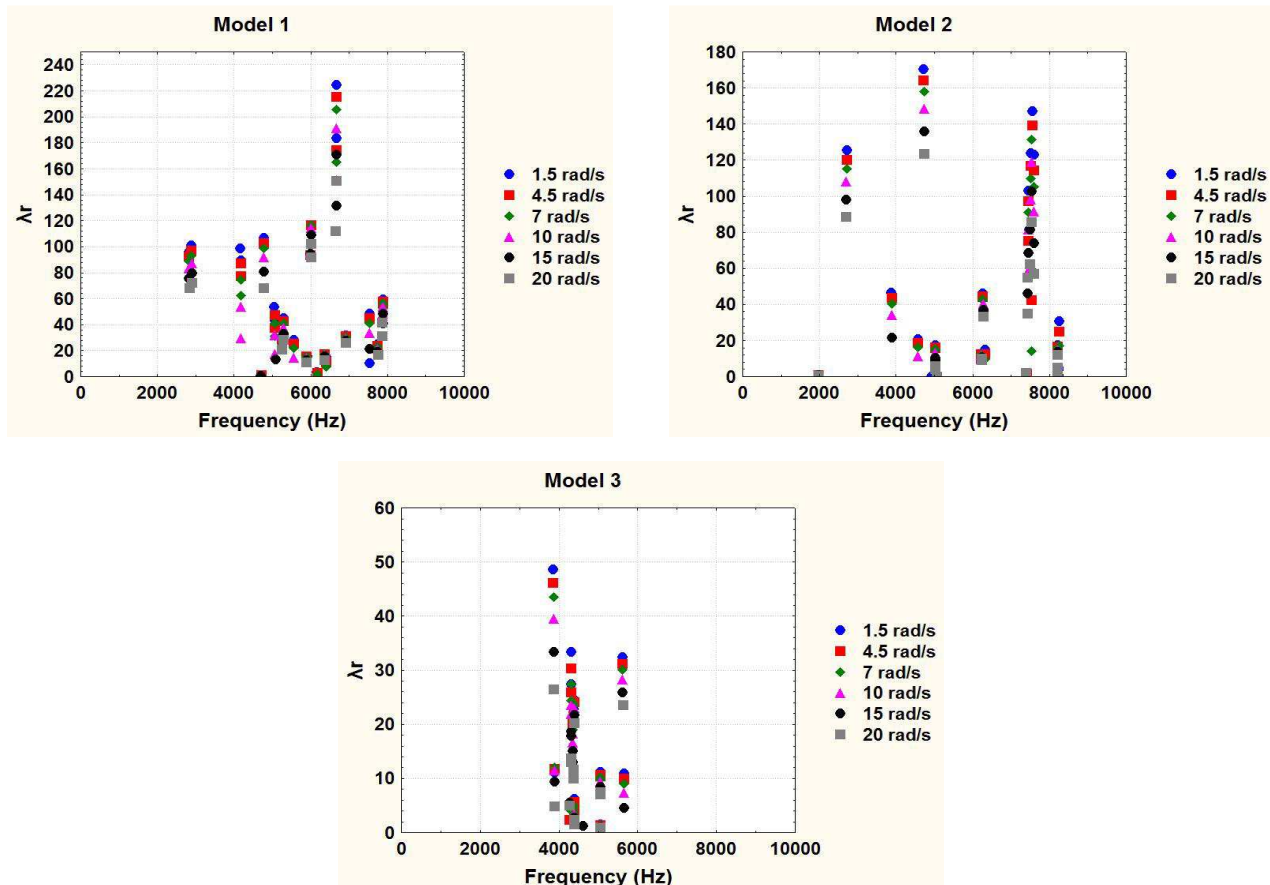 Model 1
λr
240
220
200
180
160
140
120
100
80
60
40
20
0
0 2000 4000 6000 8000 10000
Frequency (Hz)
1.5 rad/s
4.5 rad/s
7 rad/s
10 rad/s
15 rad/s
20 rad/s
Model 2
λr
180
160
140
120
100
80
60
40
20
0
0 2000 4000 6000 8000 10000
Frequency (Hz)
1.5 rad/s
4.5 rad/s
7 rad/s
10 rad/s
15 rad/s
20 rad/s
Model 3
λr
60
50
40
30
20
10
0
0 2000 4000 6000 8000 10000
Frequency (Hz)
1.5 rad/s
4.5 rad/s
7 rad/s
10 rad/s
15 rad/s
20 rad/s